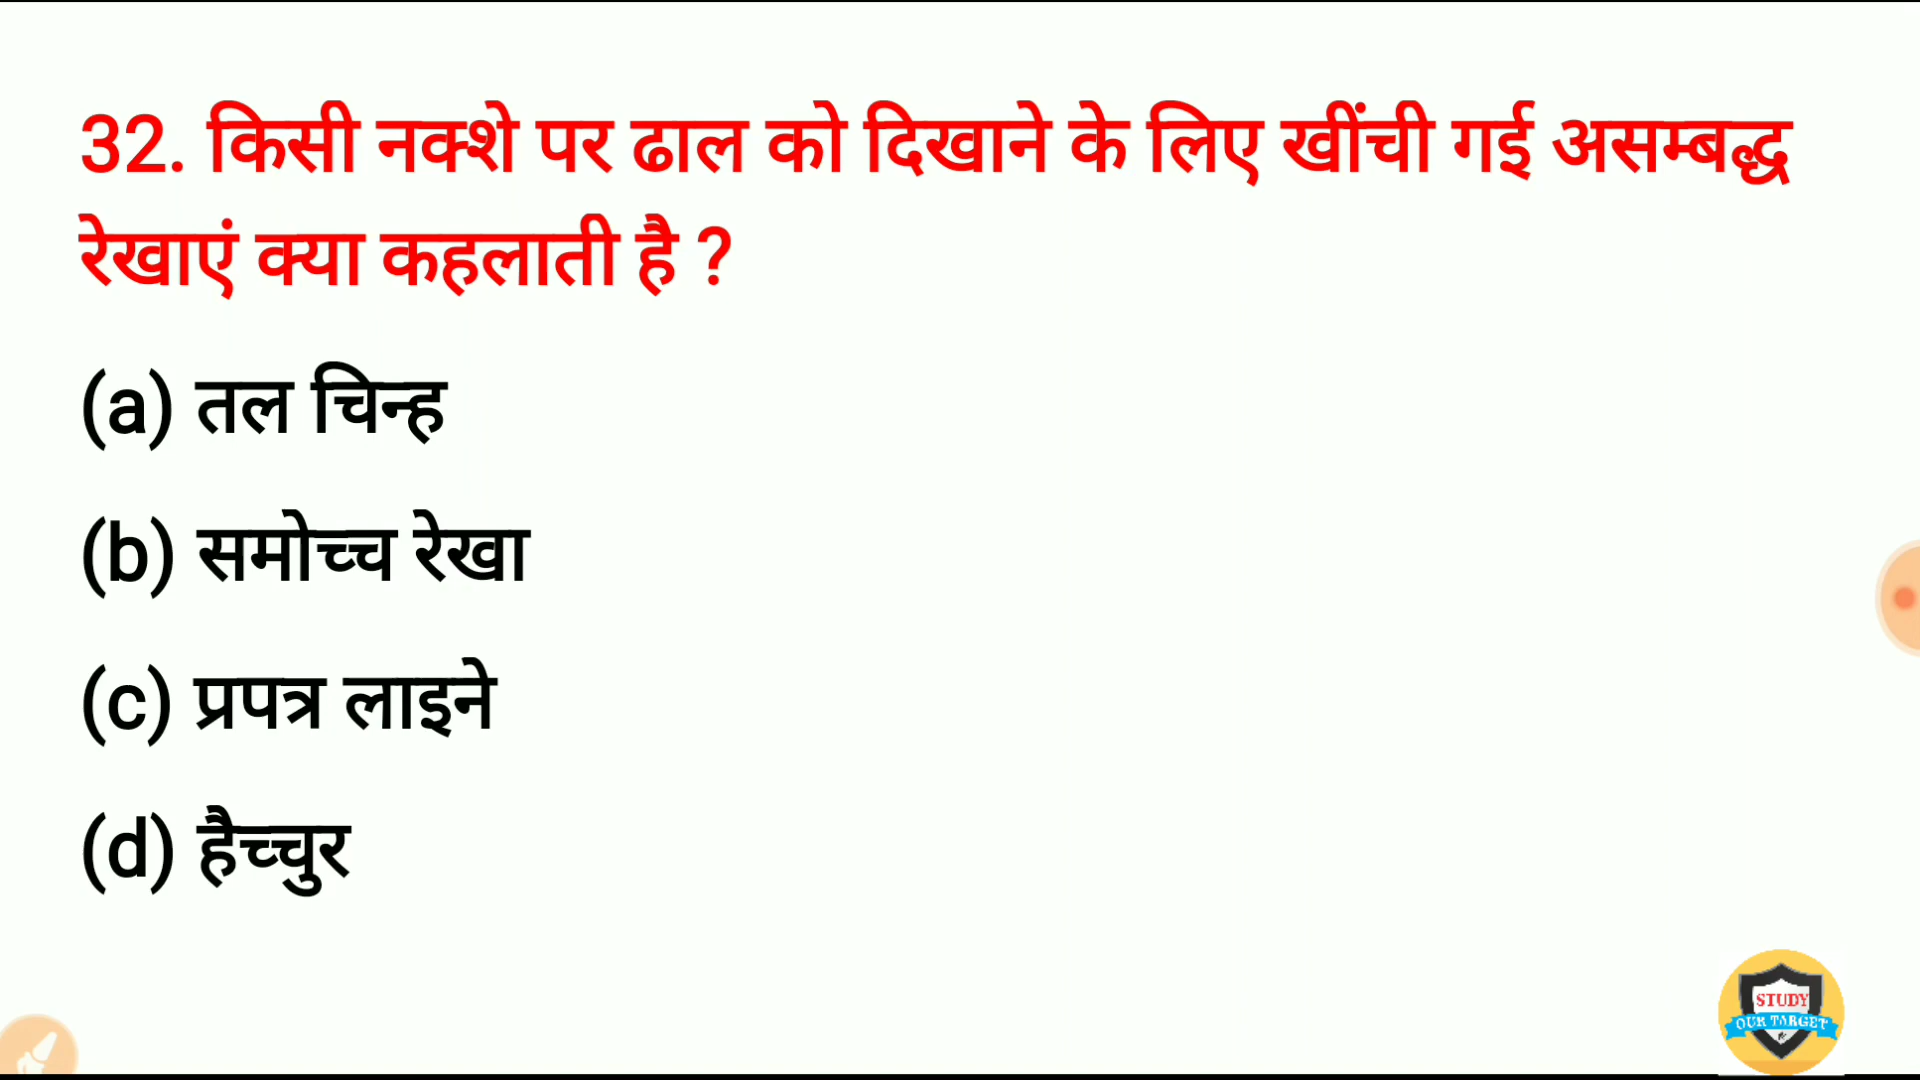 32. किसी नक्शे पर ढाल को दिखाने के लिए खींची गई असम्बद्ध
रेखाएं क्या कहलाती है ?
(a) तल चिन्ह
(b) समोच्च रेखा
(c) प्रपत्र लाइने
(d) हैच्चुर
STUDY
OUR TARGET